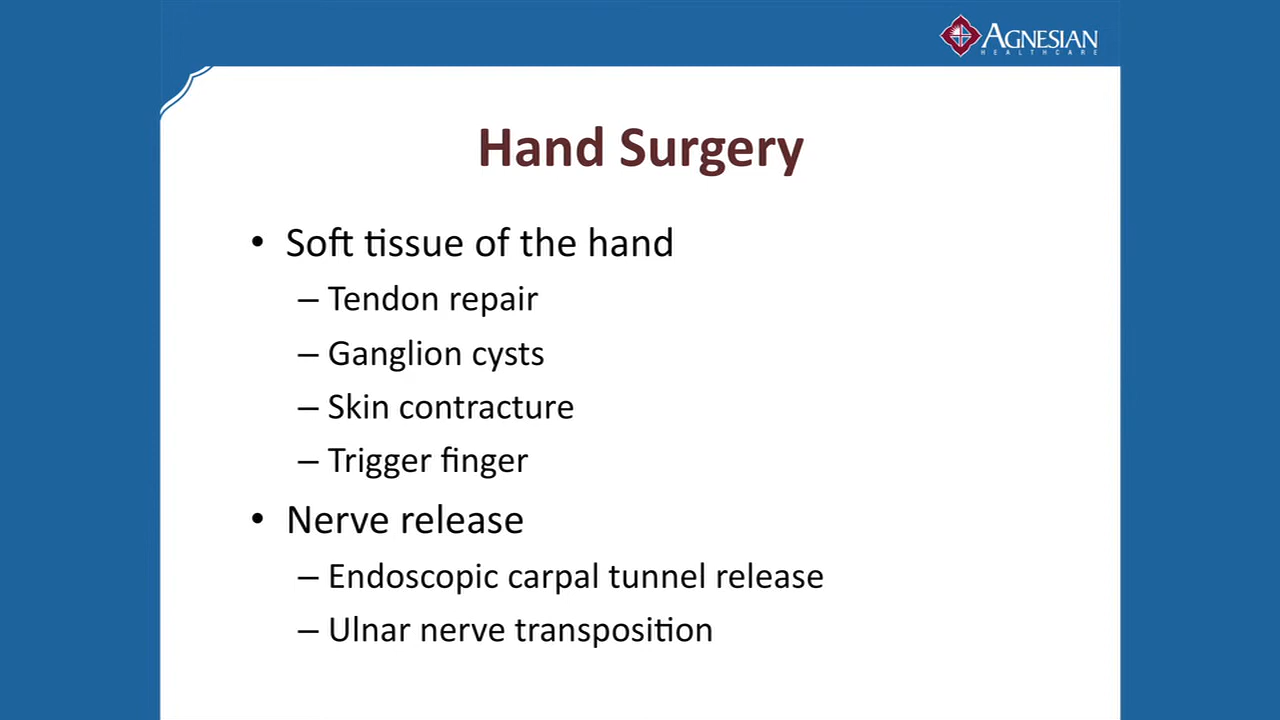 AGNESIAN
HEALTHCARE
Hand Surgery
• Soft tissue of the hand
– Tendon repair
– Ganglion cysts
– Skin contracture
– Trigger finger
• Nerve release
– Endoscopic carpal tunnel release
– Ulnar nerve transposition